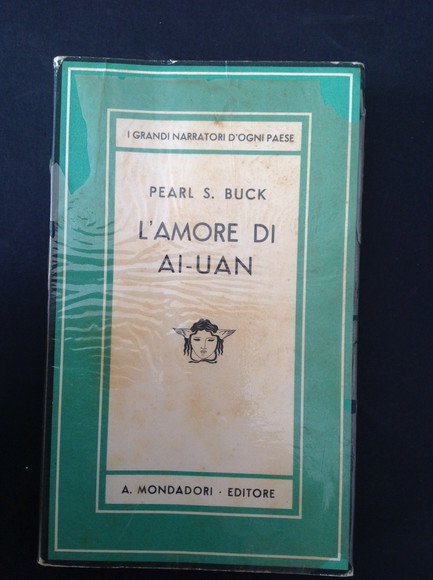 I GRANDI NARRATORI D'OGNI PAESE
PEARL S. BUCK
L'AMORE DI
AI-UAN
A. MONDADORI · EDITORE